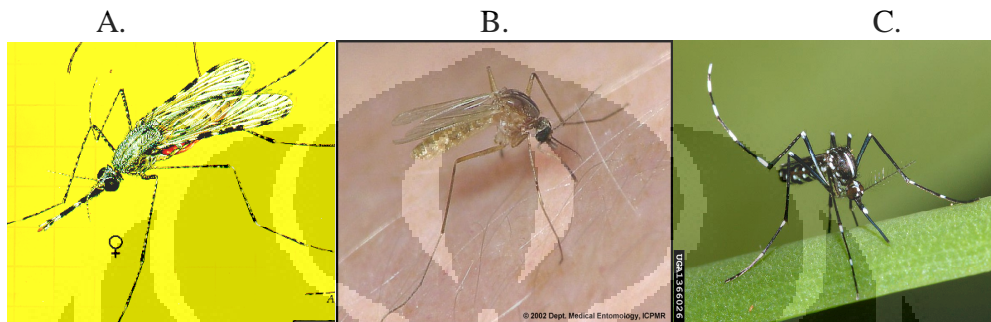 A. B. C.
♀
A
© 2002 Dept. Medical Entomology, ICPMR
UGA1366026